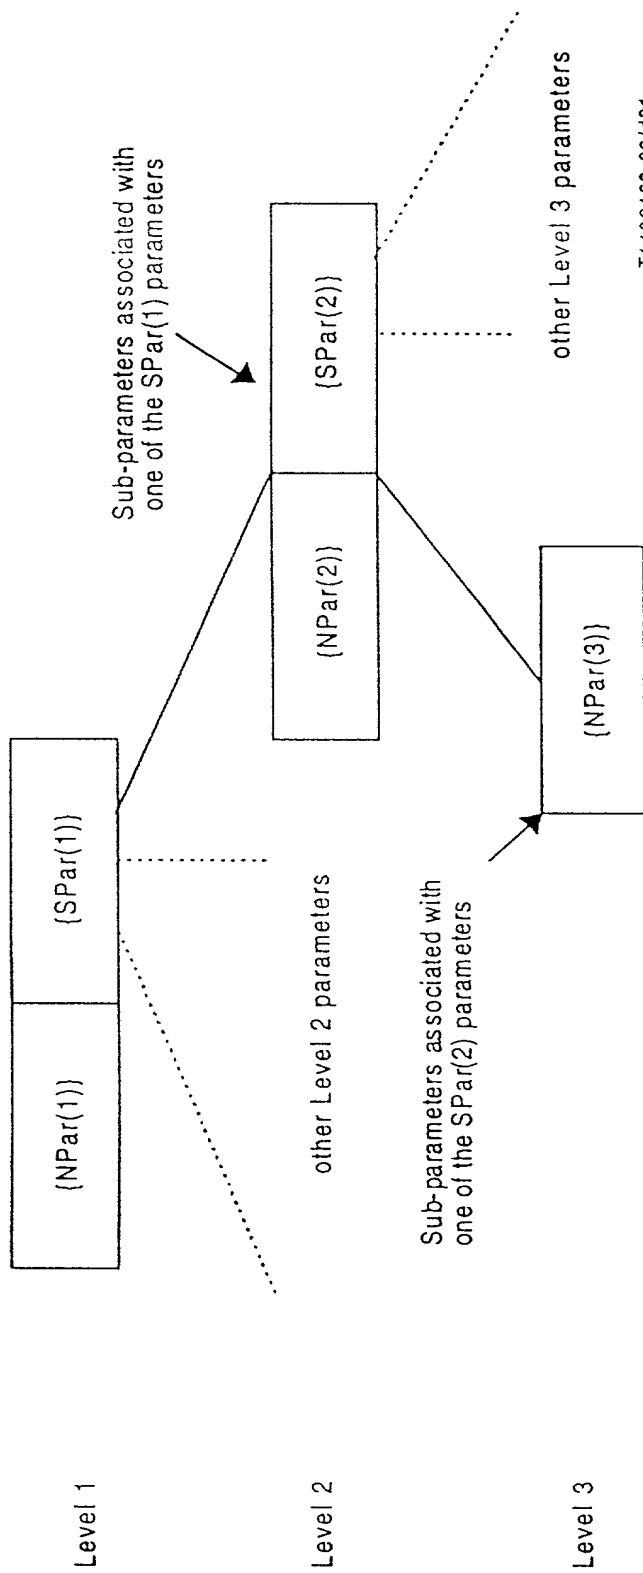 Level 1
{NPar(1)}
{SPar(1)}
Sub-parameters associated with
one of the SPar(1) parameters
Level 2
other Level 2 parameters
{NPar(2)}
{SPar(2)}
Sub-parameters associated with
one of the SPar(2) parameters
Level 3
{NPar(3)}
other Level 3 parameters